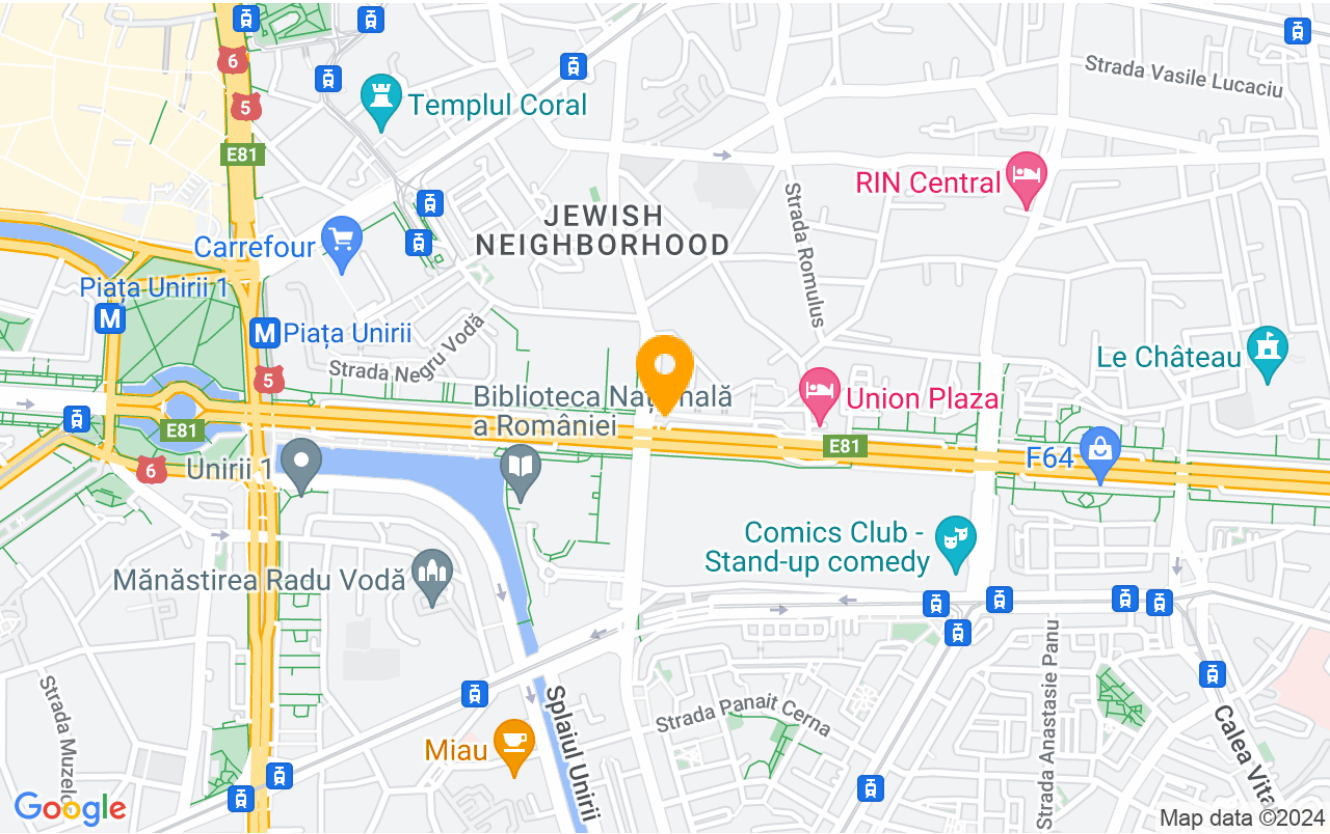 6
Strada Vasile Lucaciu
5
Templul Coral
E81
RIN Central
JEWISH
NEIGHBORHOOD
Strada Romulus
Carrefour
Piața Unirii 1
M
M
Piața Unirii
Strada Negru Vodă
Le Château
5
Biblioteca Națională
a României
Union Plaza
E81
E81
6
Unirii 1
F64
Comics Club -
Stand-up comedy
Mănăstirea Radu Vodă
Strada Anastasie Panu
Strada Muzelor
Splaiul Unirii
Strada Panait Cerna
Calea Vita
Miau
Google
Map data ©2024